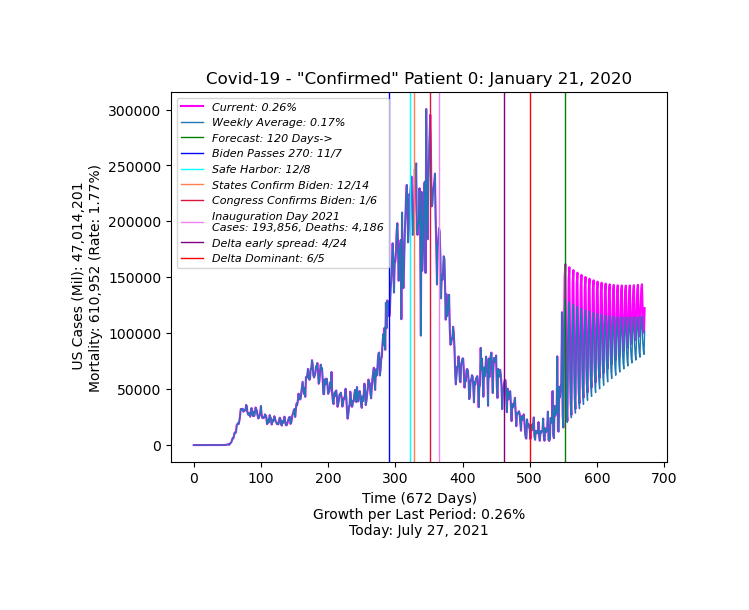 Covid-19 - "Confirmed" Patient 0: January 21, 2020
Current: 0.26%
Weekly Average: 0.17%
Forecast: 120 Days->
Biden Passes 270: 11/7
Safe Harbor: 12/8
States Confirm Biden: 12/14
Congress Confirms Biden: 1/6
Inauguration Day 2021
Cases: 193,856, Deaths: 4,186
Delta early spread: 4/24
Delta Dominant: 6/5
US Cases (Mil): 47,014,201
Mortality: 610,952 (Rate: 1.77%)
300000
250000
200000
150000
100000
50000
0
0 100 200 300 400 500 600 700
Time (672 Days)
Growth per Last Period: 0.26%
Today: July 27, 2021